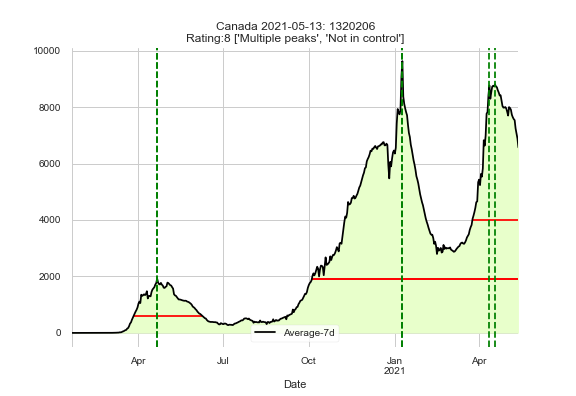 Canada 2021-05-13: 1320206
Rating:8 ['Multiple peaks', 'Not in control']
10000
8000
6000
4000
2000
0
Average-7d
Apr Jul Oct Jan Apr
2021
Date